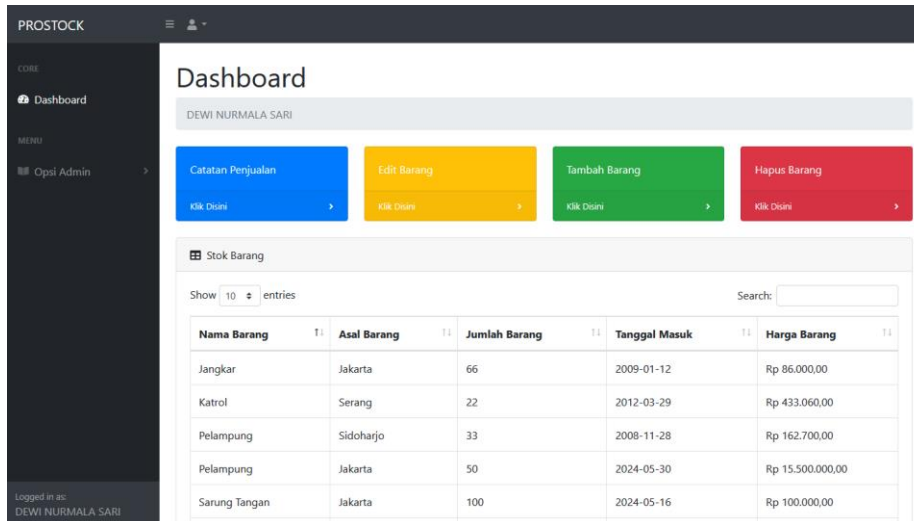 PROSTOCK
CORE
Dashboard
MENU
Opsi Admin
Logged in as:
DEWI NURMALA SARI
Dashboard
DEWI NURMALA SARI
Catatan Penjualan Edit Barang Tambah Barang Hapus Barang
Klik Disini Klik Disini Klik Disini Klik Disini
Stok Barang
Show 10 entries Search:
Nama Barang Asal Barang Jumlah Barang Tanggal Masuk Harga Barang
Jangkar Jakarta 66 2009-01-12 Rp 86.000,00
Katrol Serang 22 2012-03-29 Rp 433.060,00
Pelampung Sidoharjo 33 2008-11-28 Rp 162.700,00
Pelampung Jakarta 50 2024-05-30 Rp 15.500.000,00
Sarung Tangan Jakarta 100 2024-05-16 Rp 100.000,00